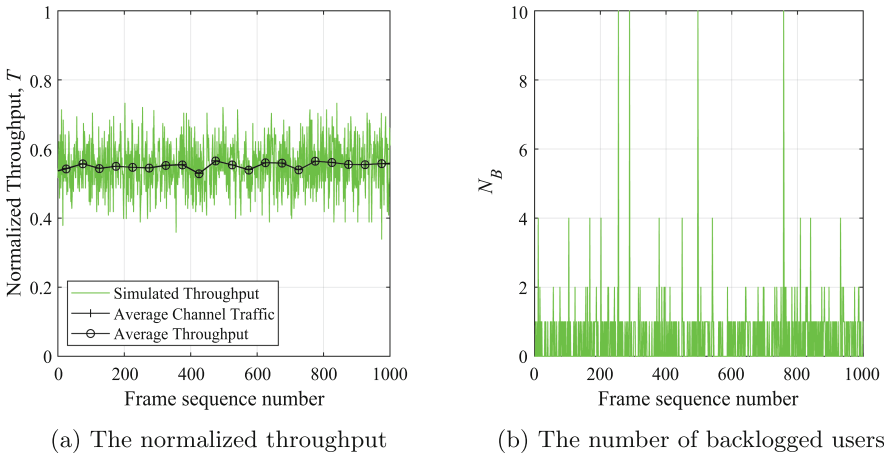 1
0.8
0.6
0.4
0.2
0
Normalized Throughput, T
Simulated Throughput
Average Channel Traffic
Average Throughput
0 200 400 600 800 1000
Frame sequence number
(a) The normalized throughput
10
8
6
4
2
0
N_B
0 200 400 600 800 1000
Frame sequence number
(b) The number of backlogged users